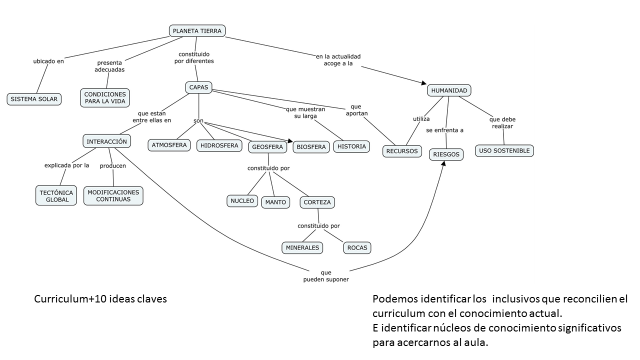 PLANETA TIERRA
ubicado en
presenta
adecuadas
constituido
por diferentes
en la actualidad
acoge a la
SISTEMA SOLAR
CONDICIONES
PARA LA VIDA
CAPAS
HUMANIDAD
que estan
entre ellas en
son
que muestran
su larga
que
aportan
utiliza
se enfrenta a
que debe
realizar
INTERACCIÓN
ATMOSFERA
HIDROSFERA
GEOSFERA
BIOSFERA
HISTORIA
RECURSOS
RIESGOS
USO SOSTENIBLE
explicada por la
producen
constituido por
TECTÓNICA
GLOBAL
MODIFICACIONES
CONTINUAS
NUCLEO
MANTO
CORTEZA
constituido por
MINERALES
ROCAS
que
pueden suponer
Curriculum+10 ideas claves
Podemos identificar los inclusivos que reconcilien el
curriculum con el conocimiento actual.
E identificar núcleos de conocimiento significativos
para acercarnos al aula.